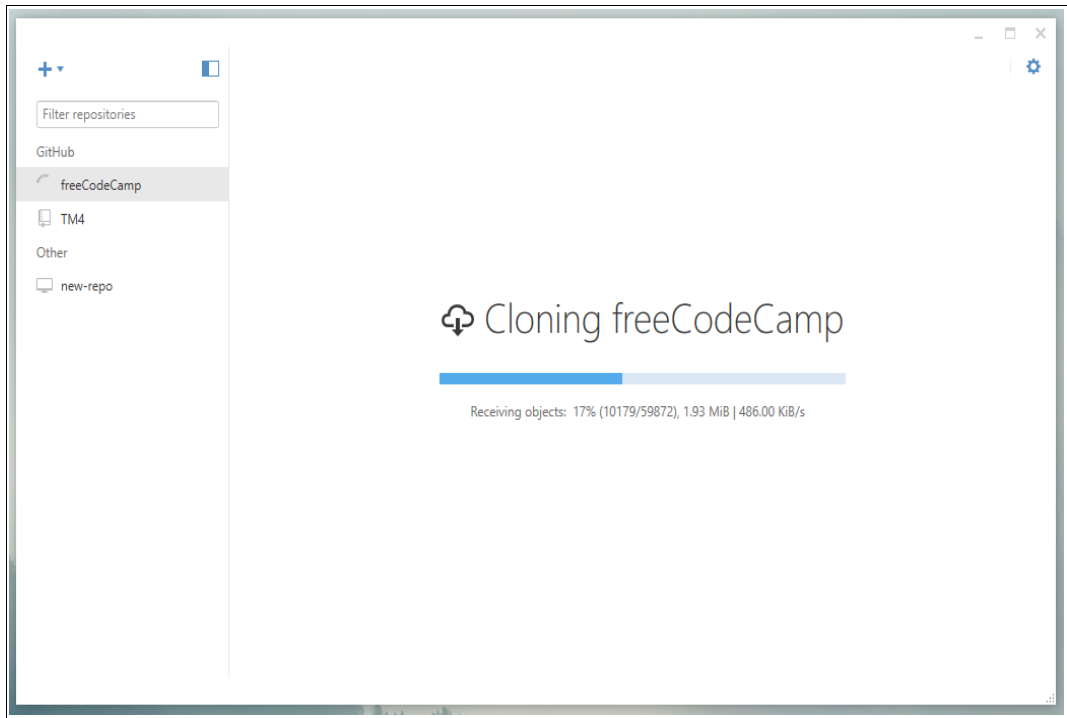 Filter repositories
GitHub
freeCodeCamp
TM4
Other
new-repo
Cloning freeCodeCamp
Receiving objects: 17% (10179/59872), 1.93 MiB | 486.00 KiB/s